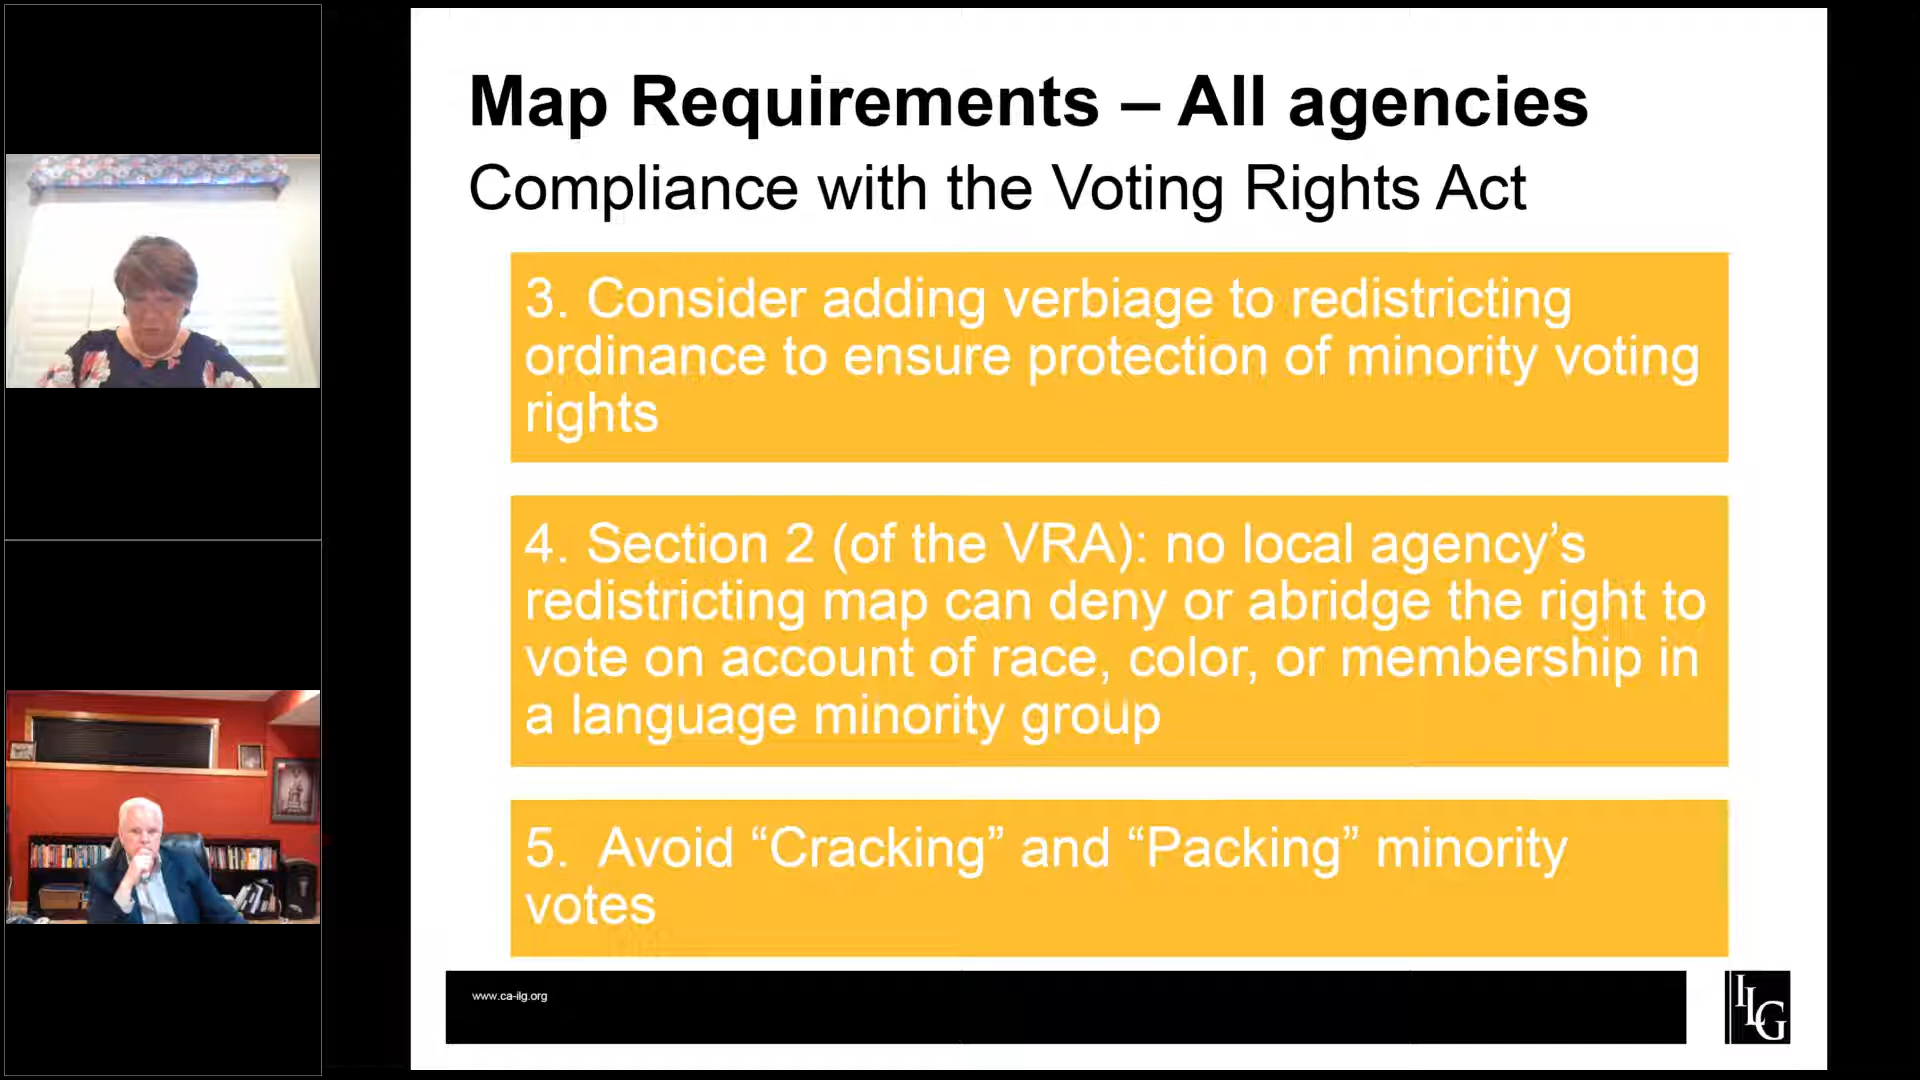 Map Requirements – All agencies
Compliance with the Voting Rights Act
3. Consider adding verbiage to redistricting
ordinance to ensure protection of minority voting
rights
4. Section 2 (of the VRA): no local agency’s
redistricting map can deny or abridge the right to
vote on account of race, color, or membership in
a language minority group
5. Avoid “Cracking” and “Packing” minority
votes
www.ca-ilg.org
ILG